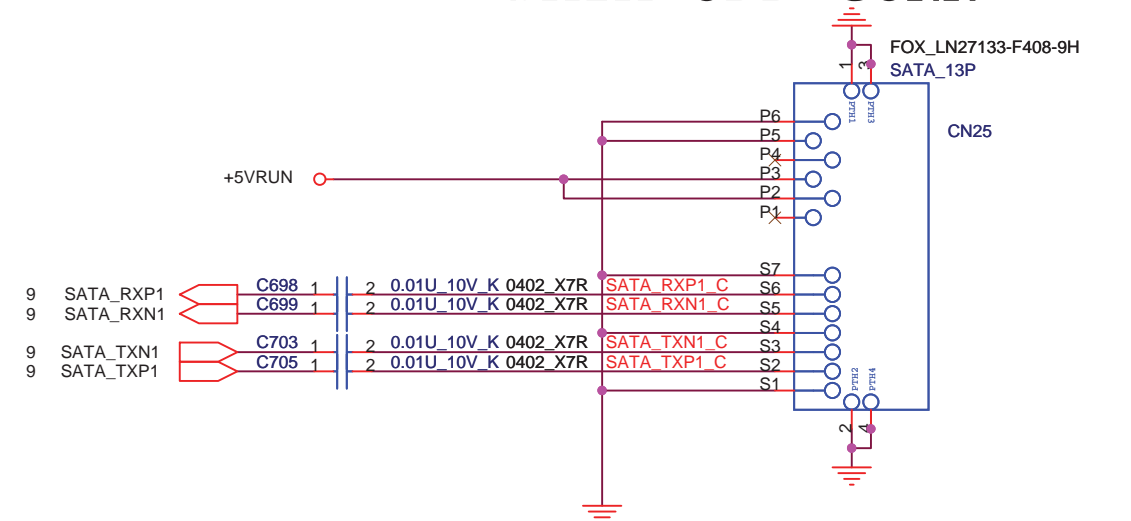 FOX_LN27133-F408-9H
SATA_13P
1
3
PTH1
PTH3
CN25
P6
P5
P4
+5VRUN
P3
P2
P1
S7
9 SATA_RXP1 C698 1 2 0.01U_10V_K 0402_X7R SATA_RXP1_C S6
9 SATA_RXN1 C699 1 2 0.01U_10V_K 0402_X7R SATA_RXN1_C S5
S4
9 SATA_TXN1 C703 1 2 0.01U_10V_K 0402_X7R SATA_TXN1_C S3
9 SATA_TXP1 C705 1 2 0.01U_10V_K 0402_X7R SATA_TXP1_C S2
S1
PTH2
PTH4
2
4